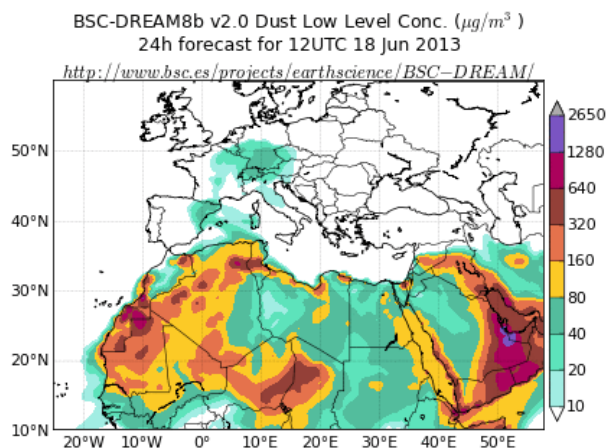 BSC-DREAM8b v2.0 Dust Low Level Conc. (μg/m³ )
24h forecast for 12UTC 18 Jun 2013
http://www.bsc.es/projects/earthscience/BSC−DREAM/
50°N
40°N
30°N
20°N
10°N
20°W 10°W 0° 10°E 20°E 30°E 40°E 50°E
2650
1280
640
320
160
80
40
20
10